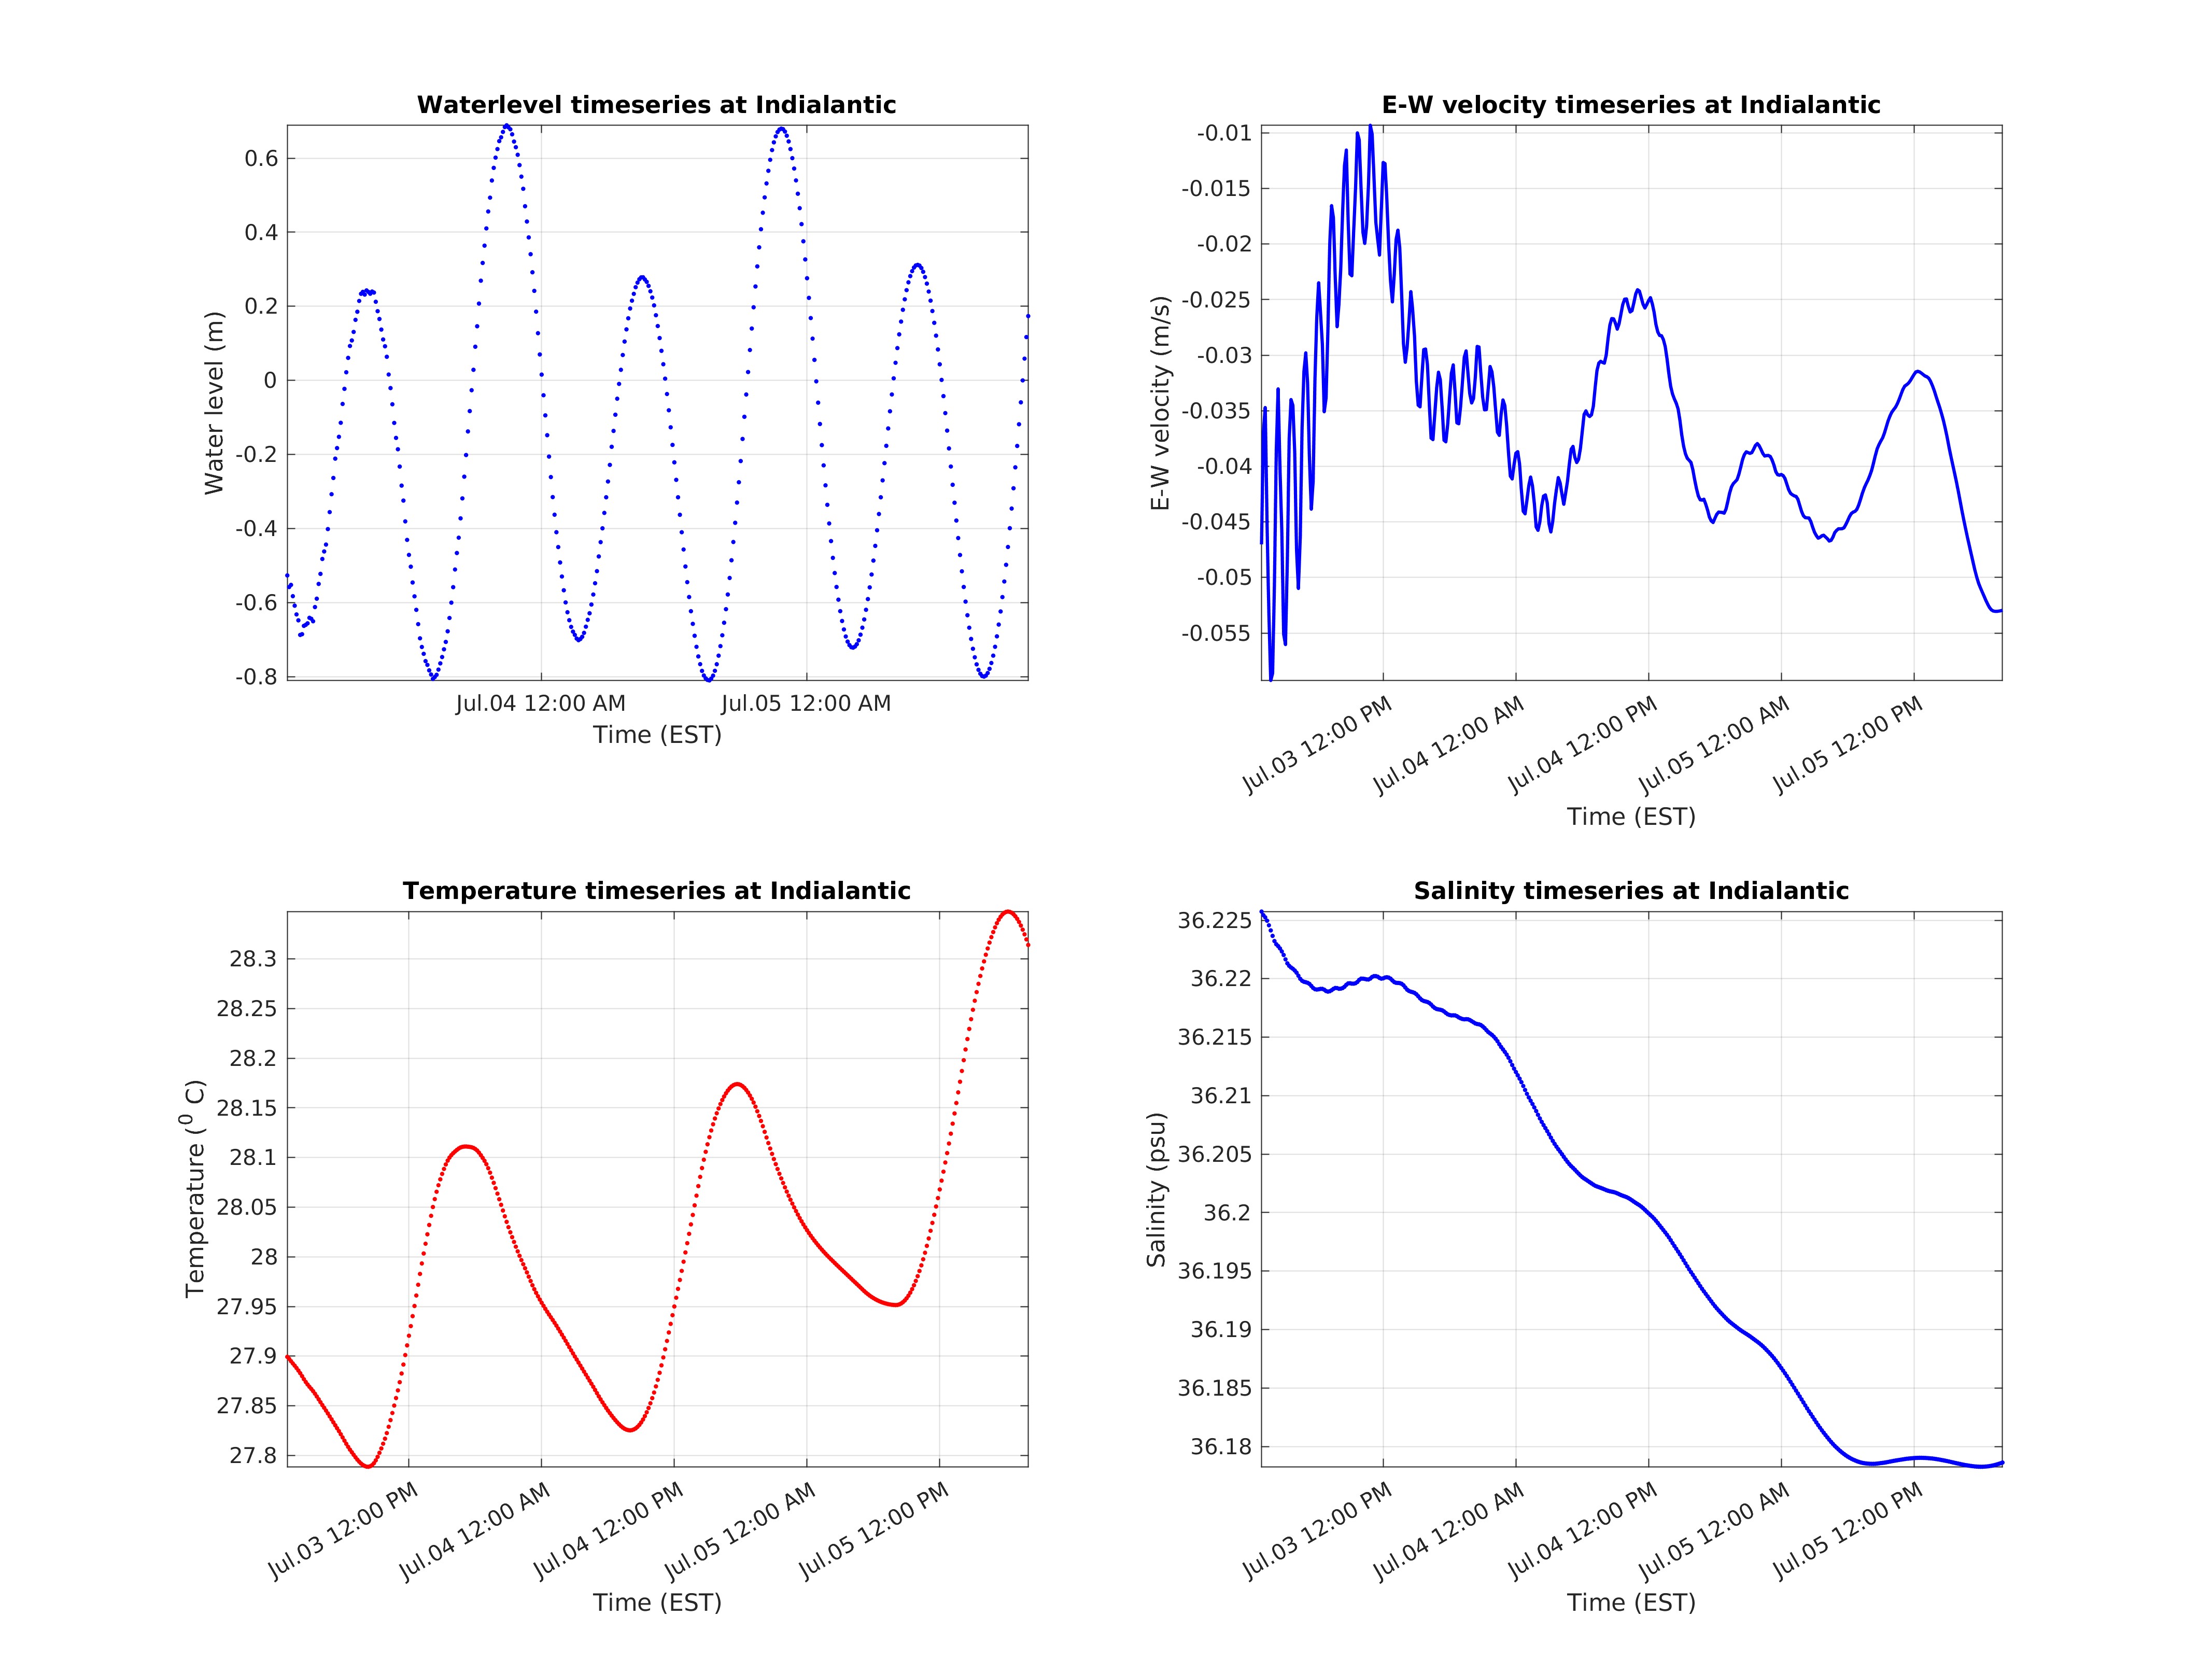 Waterlevel timeseries at Indialantic
0.6
0.4
0.2
0
-0.2
-0.4
-0.6
-0.8
Water level (m)
Jul.04 12:00 AM
Jul.05 12:00 AM
Time (EST)
E-W velocity timeseries at Indialantic
-0.01
-0.015
-0.02
-0.025
-0.03
-0.035
-0.04
-0.045
-0.05
-0.055
E-W velocity (m/s)
Jul.03 12:00 PM
Jul.04 12:00 AM
Jul.04 12:00 PM
Jul.05 12:00 AM
Jul.05 12:00 PM
Time (EST)
Temperature timeseries at Indialantic
28.3
28.25
28.2
28.15
28.1
28.05
28
27.95
27.9
27.85
27.8
Temperature (⁰ C)
Jul.03 12:00 PM
Jul.04 12:00 AM
Jul.04 12:00 PM
Jul.05 12:00 AM
Jul.05 12:00 PM
Time (EST)
Salinity timeseries at Indialantic
36.225
36.22
36.215
36.21
36.205
36.2
36.195
36.19
36.185
36.18
Salinity (psu)
Jul.03 12:00 PM
Jul.04 12:00 AM
Jul.04 12:00 PM
Jul.05 12:00 AM
Jul.05 12:00 PM
Time (EST)